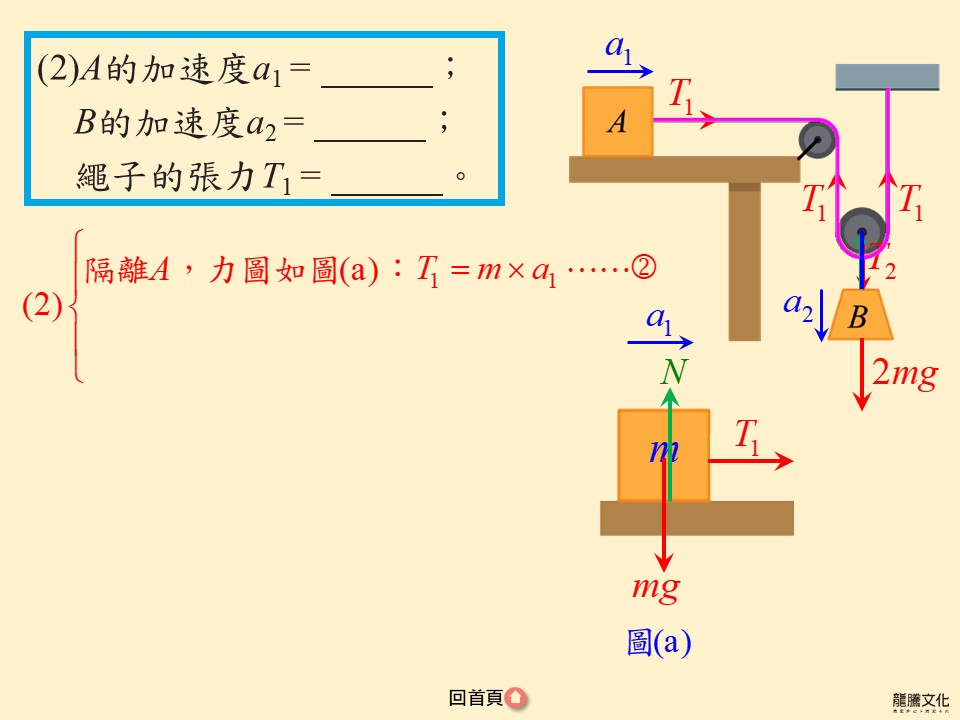 (2)A的加速度a₁ = ______；
B的加速度a₂ = ______；
繩子的張力T₁ = ______。
(2)
隔離A，力圖如圖(a)：T₁ = m × a₁ ……②
a₁
A
T₁
T₁
T₁
T₂
a₂
B
2mg
a₁
N
m
T₁
mg
圖(a)
回首頁
龍騰文化